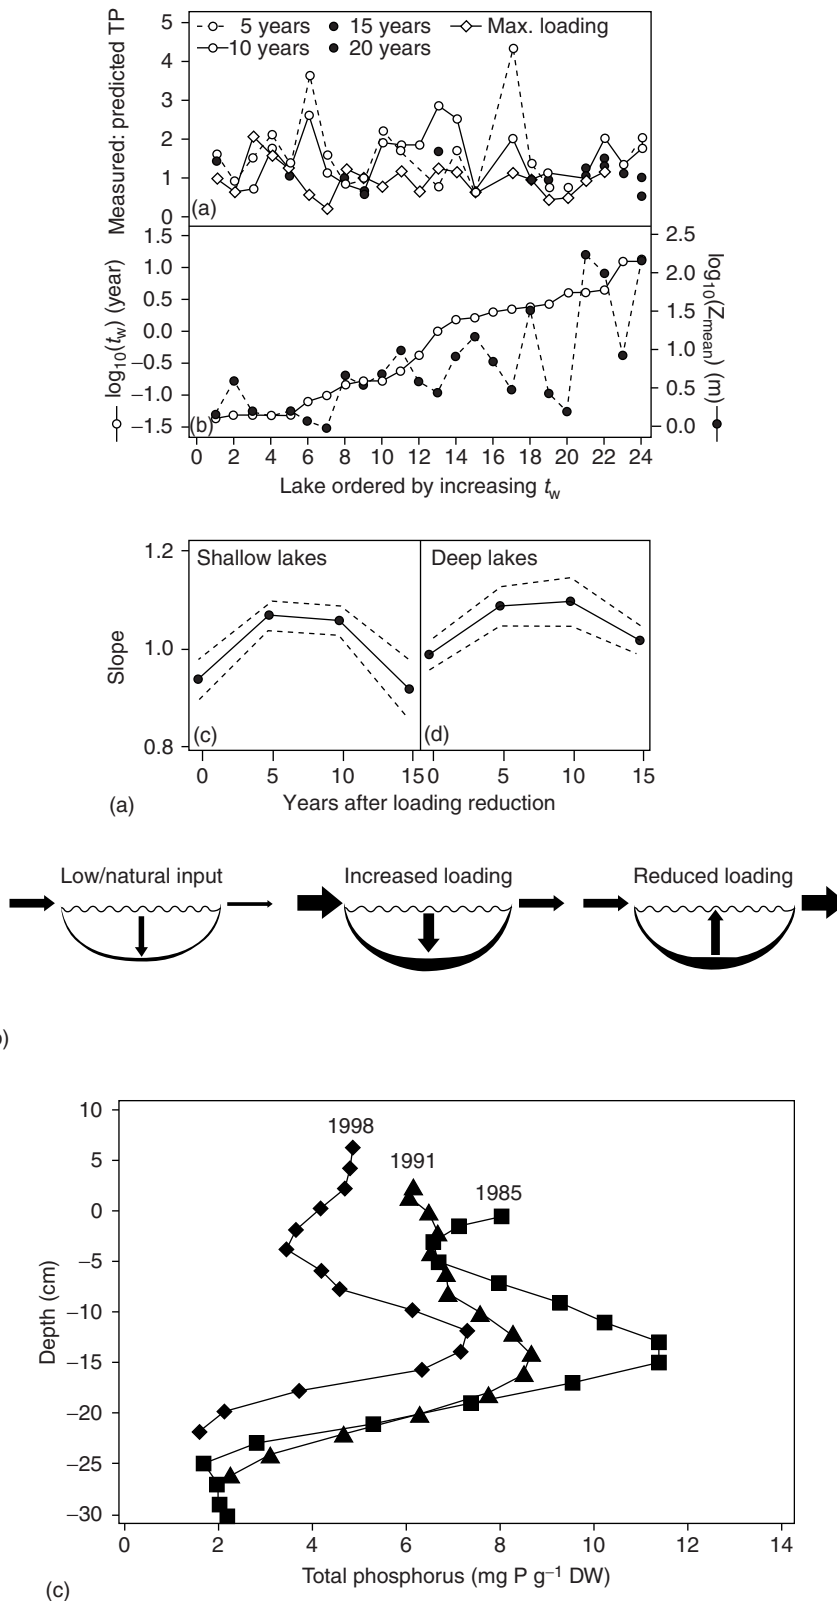 5 years 15 years Max. loading
10 years 20 years
Measured: predicted TP
5
4
3
2
1
0
(a)
log10(tw) (year)
1.5
1.0
0.5
0.0
−0.5
−1.0
−1.5
(b)
2.5
2.0
1.5
1.0
0.5
0.0
log10(Zmean) (m)
0 2 4 6 8 10 12 14 16 18 20 22 24
Lake ordered by increasing tw
Slope
1.2
1.0
0.8
Shallow lakes
Deep lakes
(c)
(d)
0 5 10 15 0 5 10 15
Years after loading reduction
(a)
Low/natural input
Increased loading
Reduced loading
)
1998
1991
1985
Depth (cm)
10
5
0
−5
−10
−15
−20
−25
−30
0 2 4 6 8 10 12 14
Total phosphorus (mg P g−1 DW)
(c)